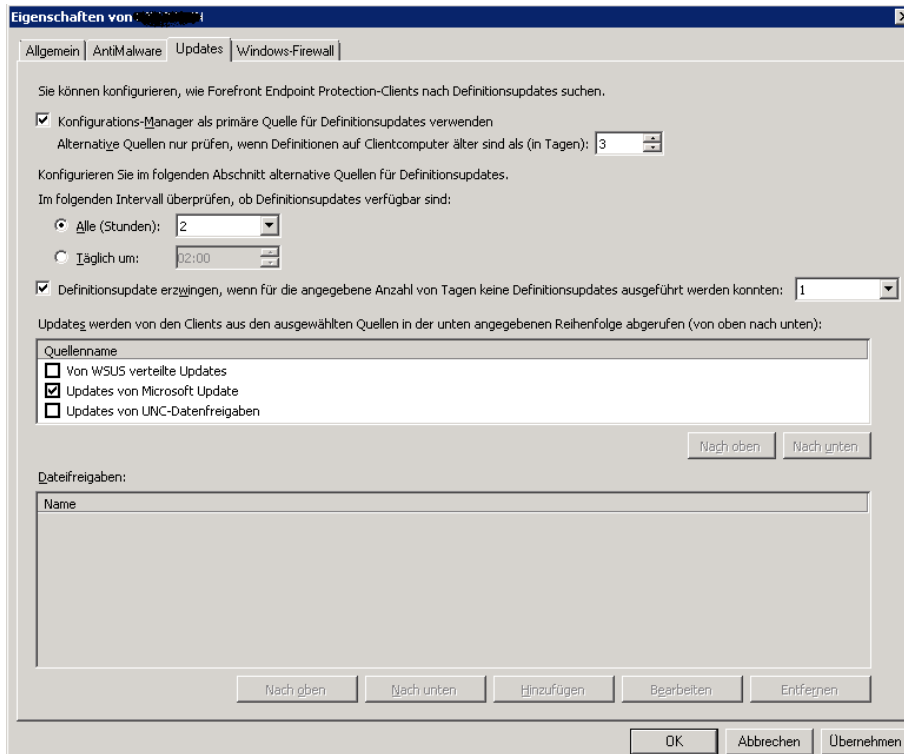 Eigenschaften von
Allgemein AntiMalware Updates Windows-Firewall
Sie können konfigurieren, wie Forefront Endpoint Protection-Clients nach Definitionsupdates suchen.
Konfigurations-Manager als primäre Quelle für Definitionsupdates verwenden
Alternative Quellen nur prüfen, wenn Definitionen auf Clientcomputer älter sind als (in Tagen): 3
Konfigurieren Sie im folgenden Abschnitt alternative Quellen für Definitionsupdates.
Im folgenden Intervall überprüfen, ob Definitionsupdates verfügbar sind:
Alle (Stunden): 2
Täglich um: 02:00
Definitionsupdate erzwingen, wenn für die angegebene Anzahl von Tagen keine Definitionsupdates ausgeführt werden konnten: 1
Updates werden von den Clients aus den ausgewählten Quellen in der unten angegebenen Reihenfolge abgerufen (von oben nach unten):
Quellenname
Von WSUS verteilte Updates
Updates von Microsoft Update
Updates von UNC-Datenfreigaben
Nach oben Nach unten
Dateifreigaben:
Name
Nach oben Nach unten Hinzufügen Bearbeiten Entfernen
OK Abbrechen Übernehmen